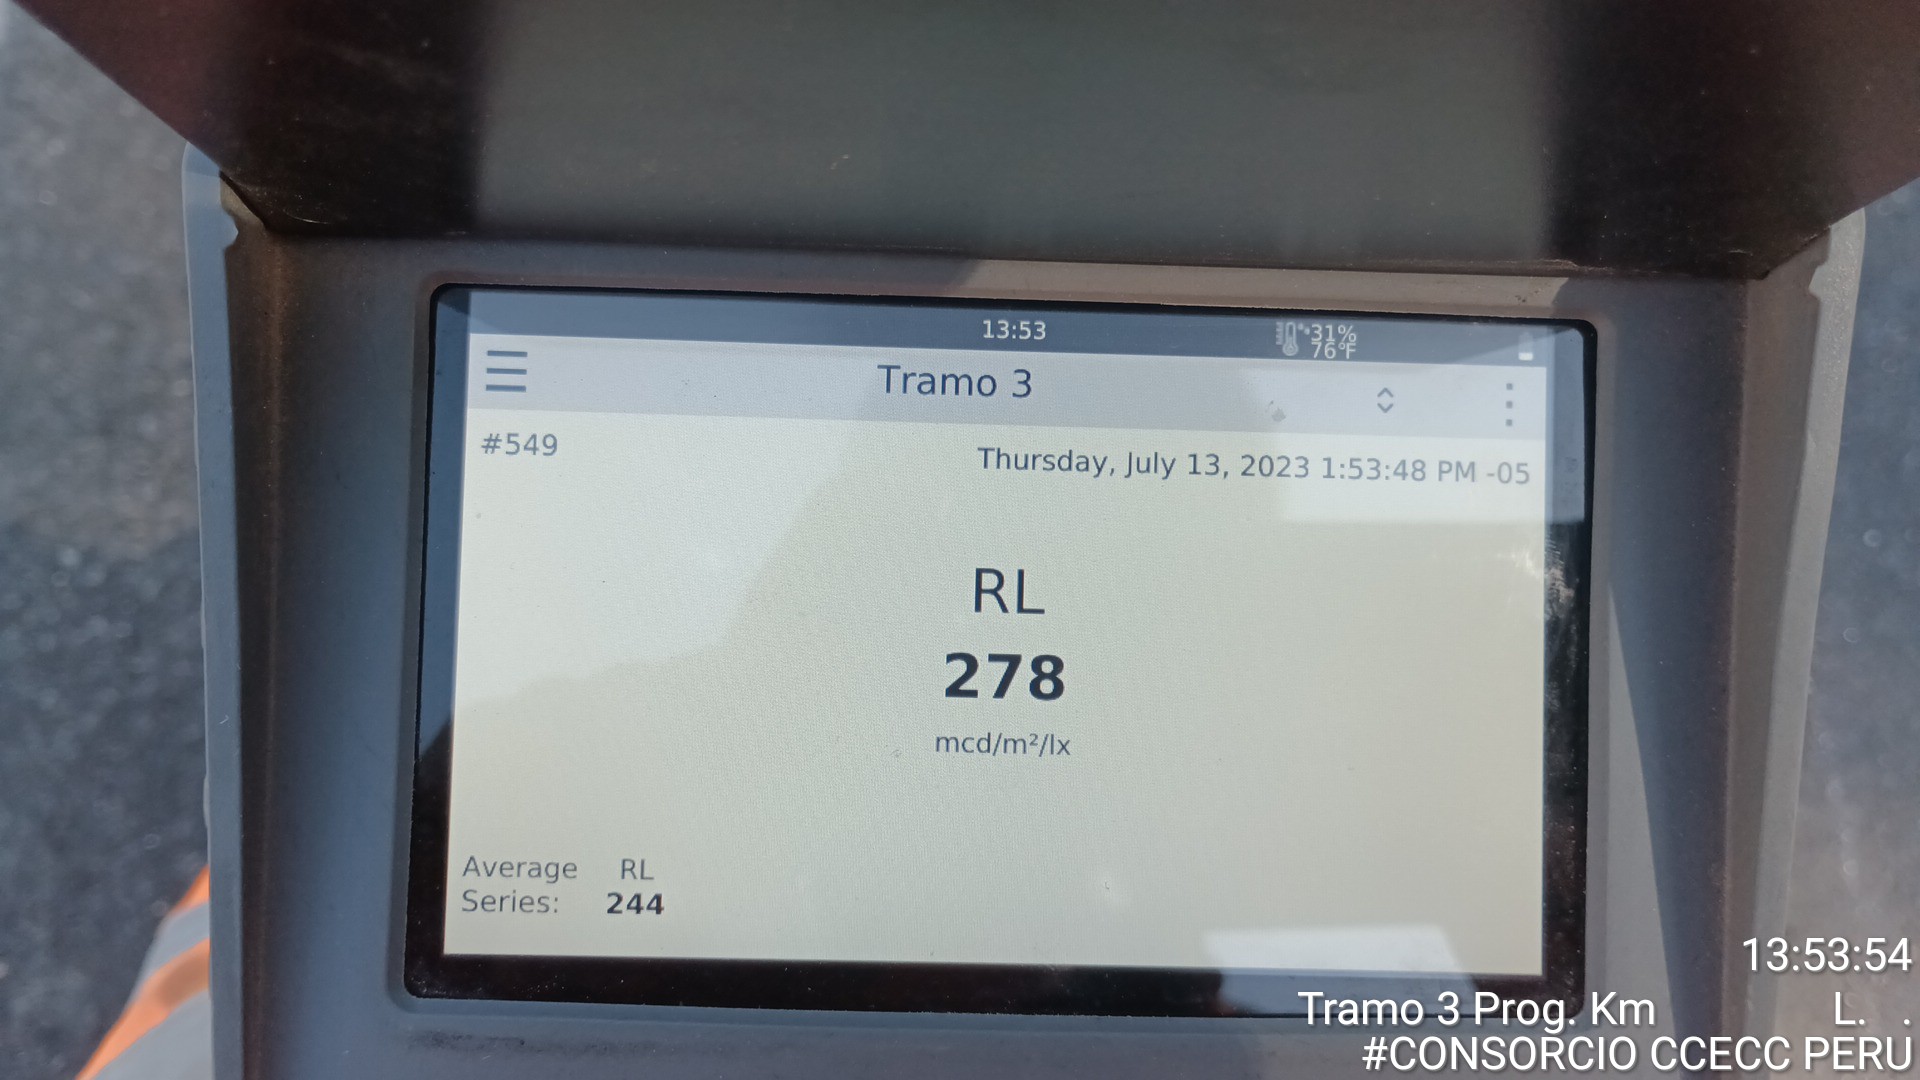 13:53
31%
76°F
Tramo 3
#549
Thursday, July 13, 2023 1:53:48 PM -05
RL
278
mcd/m²/lx
Average RL
Series: 244
13:53:54
Tramo 3 Prog. Km L. .
#CONSORCIO CCECC PERU